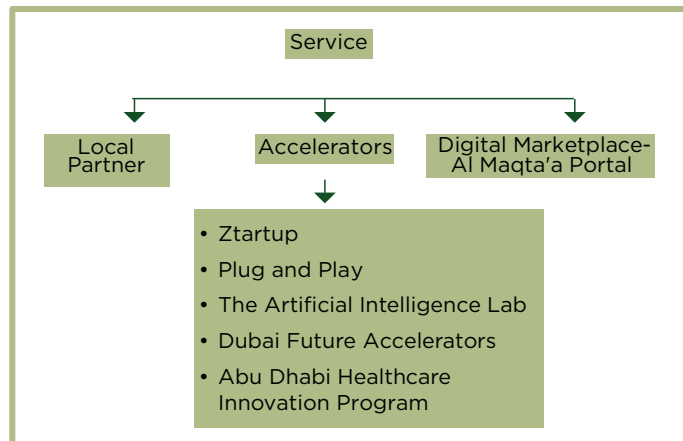 Service
Local
Partner
Accelerators
Digital Marketplace-
Al Maqta'a Portal
• Ztartup
• Plug and Play
• The Artificial Intelligence Lab
• Dubai Future Accelerators
• Abu Dhabi Healthcare
Innovation Program